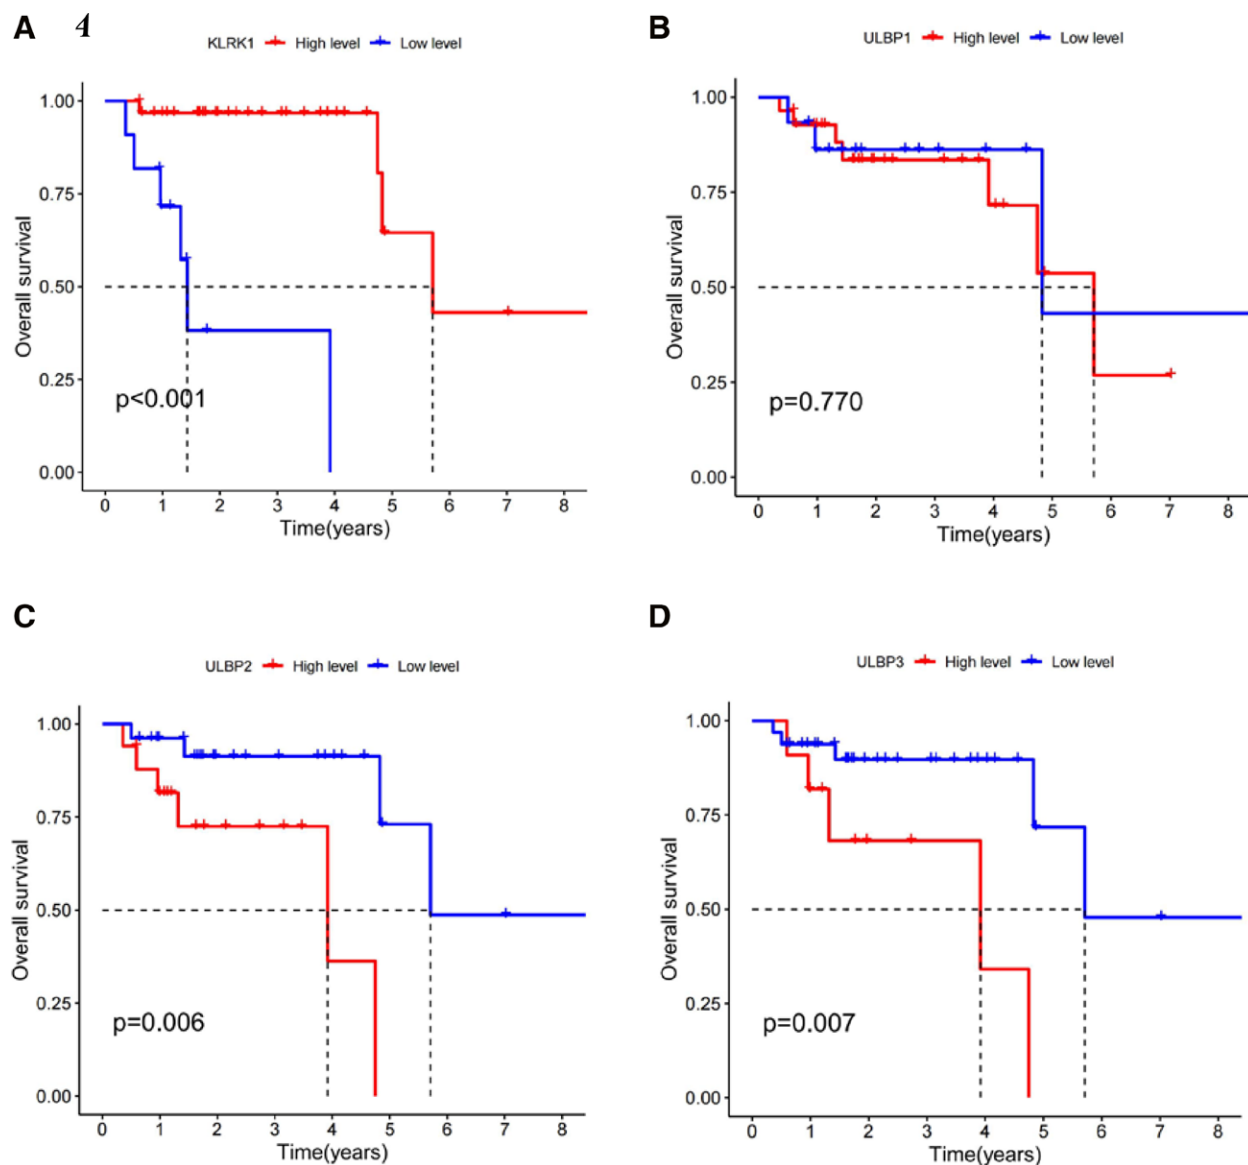 A 4
KLRK1 High level Low level
1.00
0.75
0.50
0.25
0.00
Overall survival
p<0.001
0 1 2 3 4 5 6 7 8
Time(years)
B
ULBP1 High level Low level
1.00
0.75
0.50
0.25
0.00
Overall survival
p=0.770
0 1 2 3 4 5 6 7 8
Time(years)
C
ULBP2 High level Low level
1.00
0.75
0.50
0.25
0.00
Overall survival
p=0.006
0 1 2 3 4 5 6 7 8
Time(years)
D
ULBP3 High level Low level
1.00
0.75
0.50
0.25
0.00
Overall survival
p=0.007
0 1 2 3 4 5 6 7 8
Time(years)